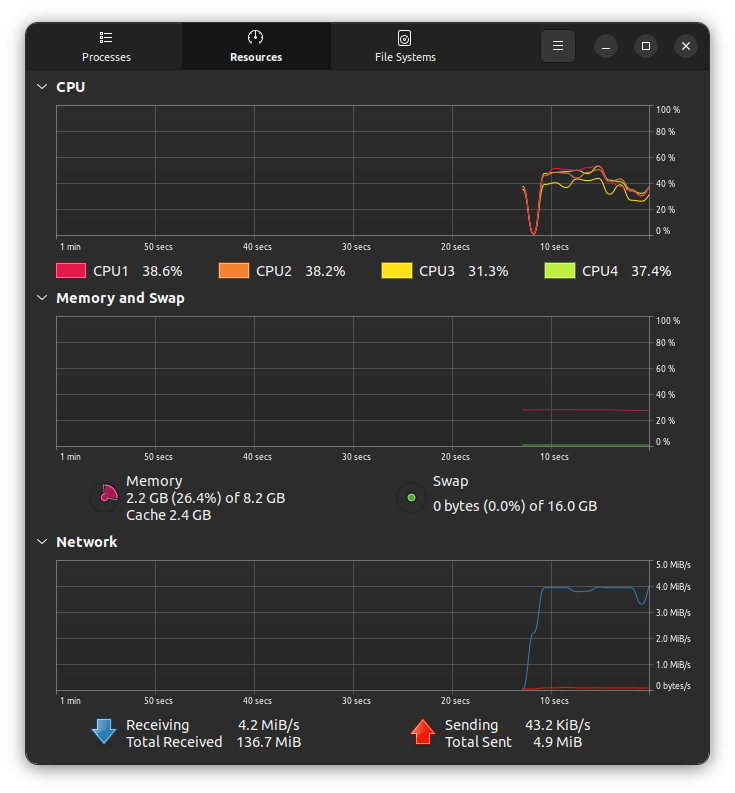 Processes Resources File Systems
CPU
100 %
80 %
60 %
40 %
20 %
0 %
1 min 50 secs 40 secs 30 secs 20 secs 10 secs
CPU1 38.6% CPU2 38.2% CPU3 31.3% CPU4 37.4%
Memory and Swap
100 %
80 %
60 %
40 %
20 %
0 %
1 min 50 secs 40 secs 30 secs 20 secs 10 secs
Memory
2.2 GB (26.4%) of 8.2 GB
Cache 2.4 GB
Swap
0 bytes (0.0%) of 16.0 GB
Network
5.0 MiB/s
4.0 MiB/s
3.0 MiB/s
2.0 MiB/s
1.0 MiB/s
0 bytes/s
1 min 50 secs 40 secs 30 secs 20 secs 10 secs
Receiving 4.2 MiB/s
Total Received 136.7 MiB
Sending 43.2 KiB/s
Total Sent 4.9 MiB